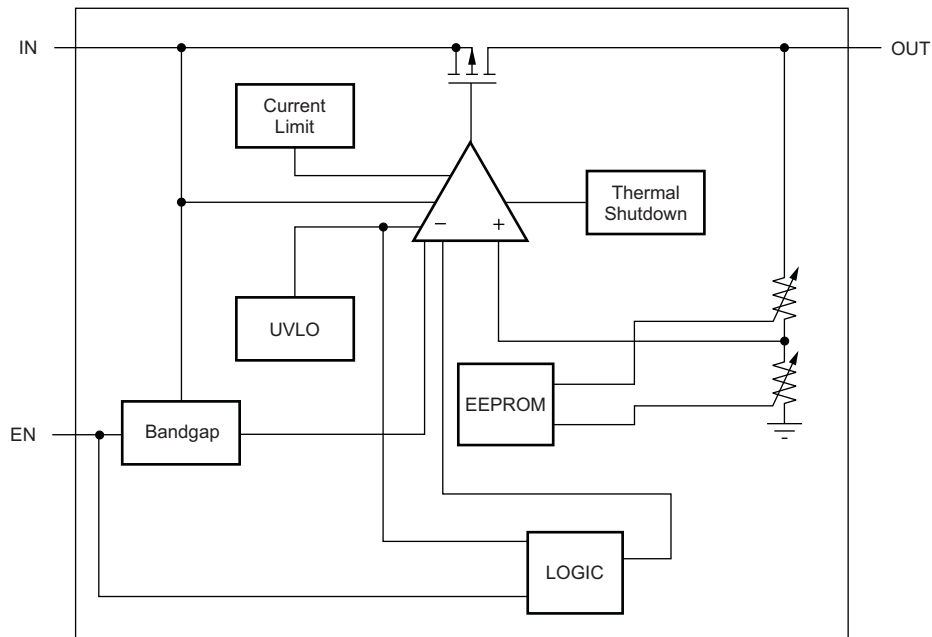 IN
OUT
Current
Limit
Thermal
Shutdown
−
+
UVLO
EEPROM
EN
Bandgap
LOGIC